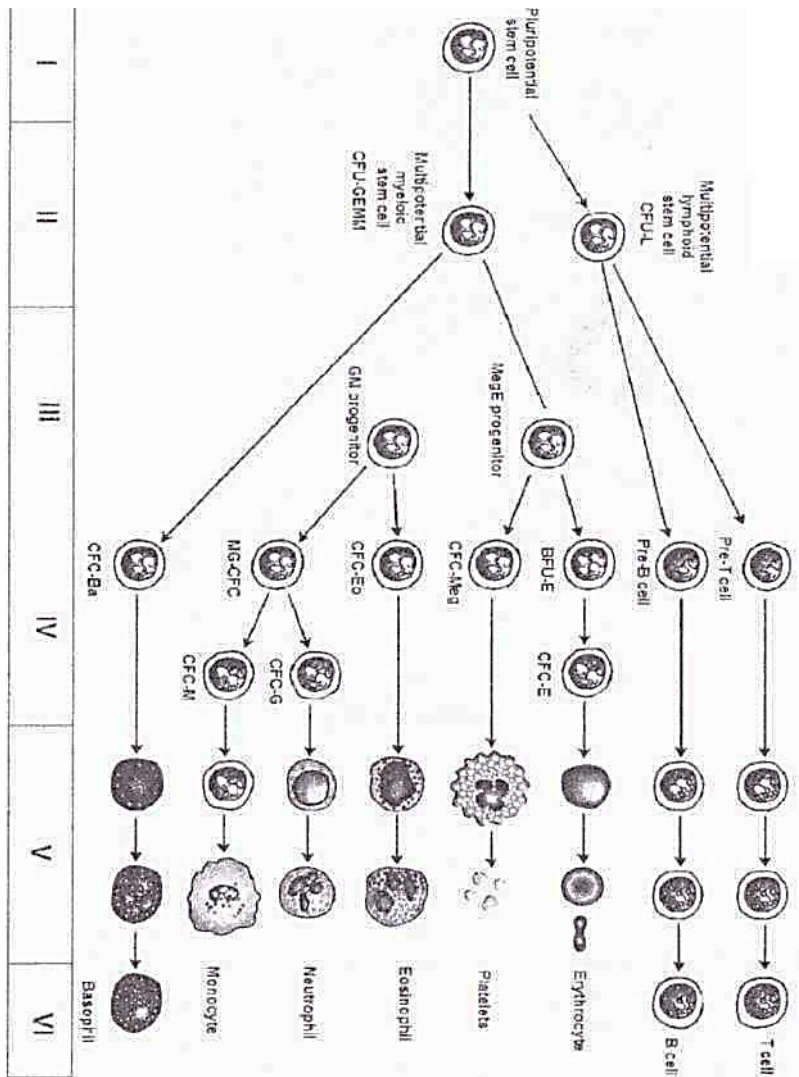 I
II
III
IV
V
VI
Pluripotential
stem cell
Multipotential
lymphoid
stem cell
CFU-L
Multipotential
myeloic
stem cell
CFU-GEMM
MegE progenitor
GM progenitor
Pre-T cell
Pre-B cell
BFU-E
CFC-E
CFC-Meg
CFC-Eo
MG-CFC
CFC-G
CFC-M
CFC-Ba
T cell
B cell
Erythrocyte
Platelets
Eosinophil
Neutrophil
Monocyte
Basophil